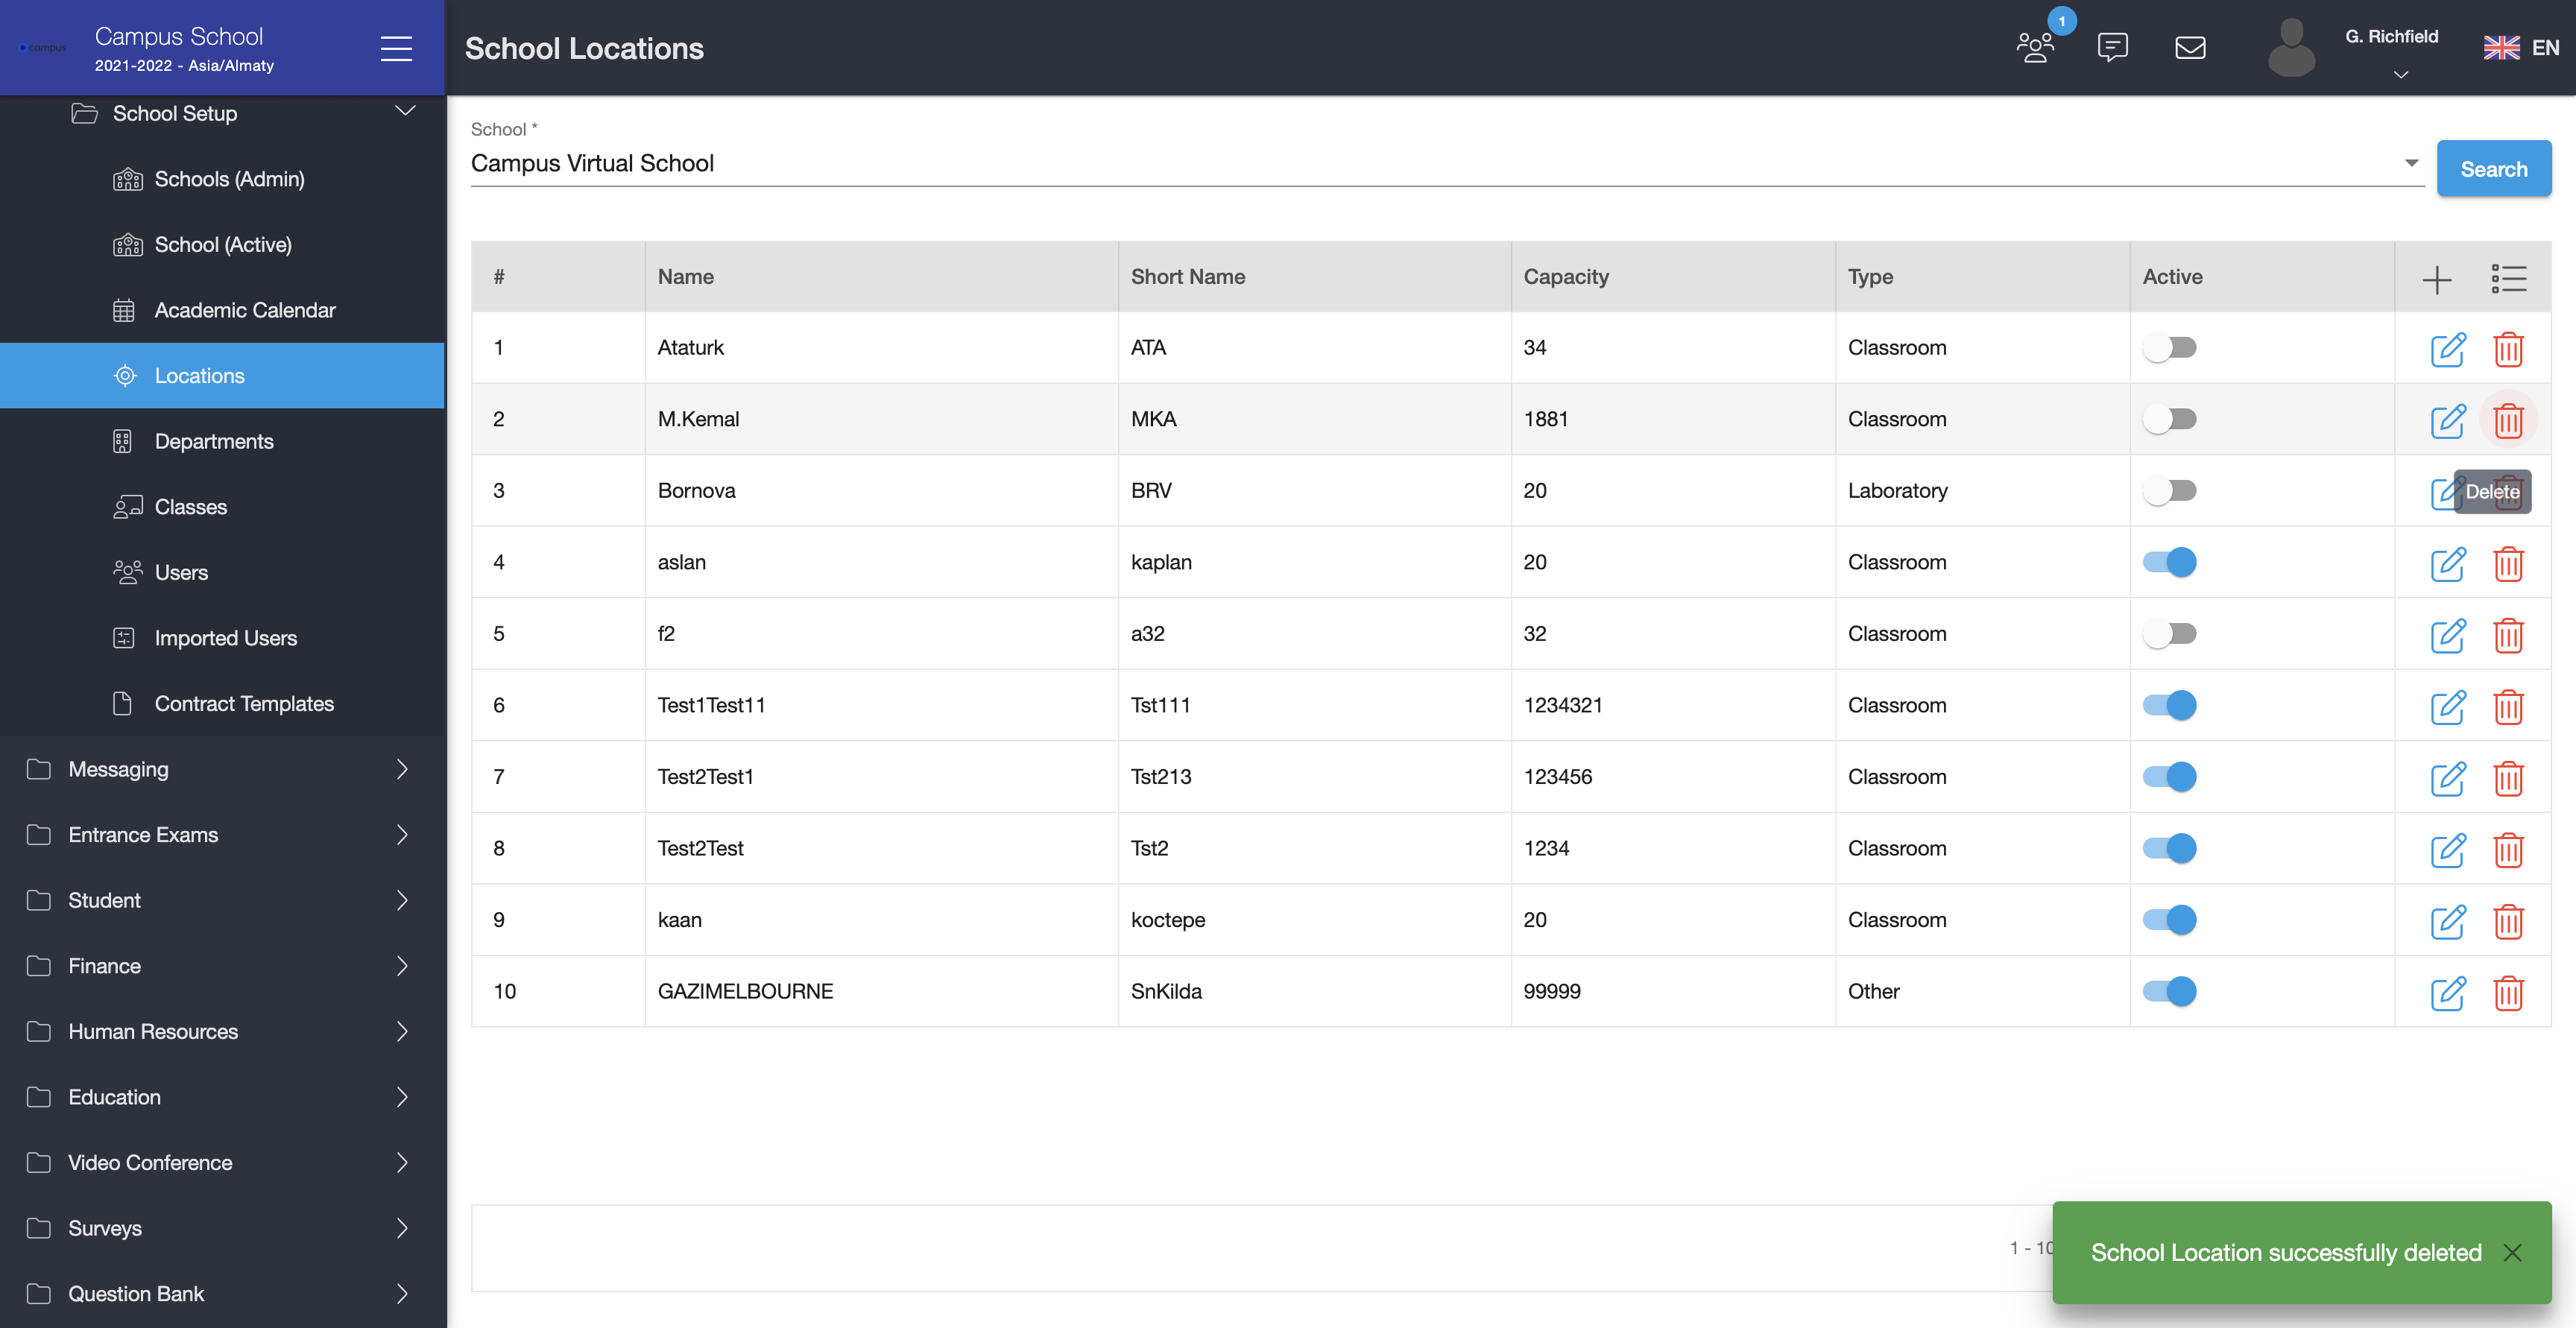 campus
Campus School
2021-2022 - Asia/Almaty
School Locations
1
G. Richfield
EN
School Setup
Schools (Admin)
School (Active)
Academic Calendar
Locations
Departments
Classes
Users
Imported Users
Contract Templates
Messaging
Entrance Exams
Student
Finance
Human Resources
Education
Video Conference
Surveys
Question Bank
School *
Campus Virtual School
Search
# Name Short Name Capacity Type Active
1 Ataturk ATA 34 Classroom
2 M.Kemal MKA 1881 Classroom
3 Bornova BRV 20 Laboratory
Delete
4 aslan kaplan 20 Classroom
5 f2 a32 32 Classroom
6 Test1Test11 Tst111 1234321 Classroom
7 Test2Test1 Tst213 123456 Classroom
8 Test2Test Tst2 1234 Classroom
9 kaan koctepe 20 Classroom
10 GAZIMELBOURNE SnKilda 99999 Other
1 - 10
School Location successfully deleted